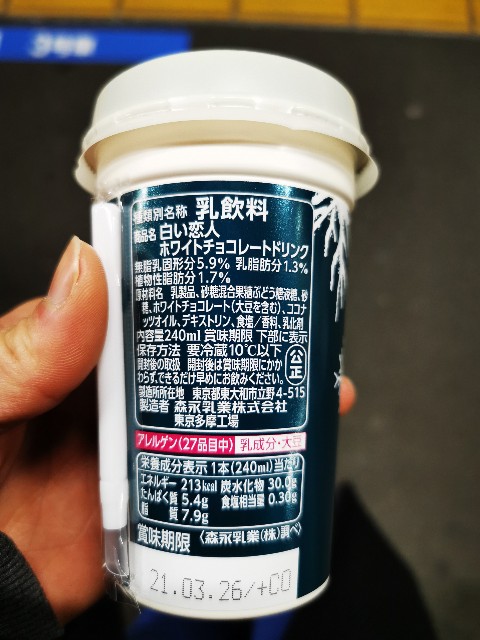 種類別名称 乳飲料
商品名 白い恋人
ホワイトチョコレートドリンク
無脂乳固形分5.9% 乳脂肪分1.3%
植物性脂肪分1.7%
原材料名 乳製品、砂糖混合果糖ぶどう糖液糖、砂
糖、ホワイトチョコレート(大豆を含む)、ココナ
ッツオイル、デキストリン、食塩/香料、乳化剤
内容量240ml 賞味期限 下部に表示
保存方法 要冷蔵10℃以下
開封後の取扱 開封後は賞味期限にかか
わらず、できるだけ早めにお飲みください。
公正
製造所所在地 東京都東大和市立野4-515
製造者 森永乳業株式会社
東京多摩工場
アレルゲン(27品目中) 乳成分・大豆
栄養成分表示 1本(240ml)当たり
エネルギー 213kcal 炭水化物 30.0g
たんぱく質 5.4g 食塩相当量 0.30g
脂質 7.9g
賞味期限 〈森永乳業(株)調べ〉
21.03.26/+CO